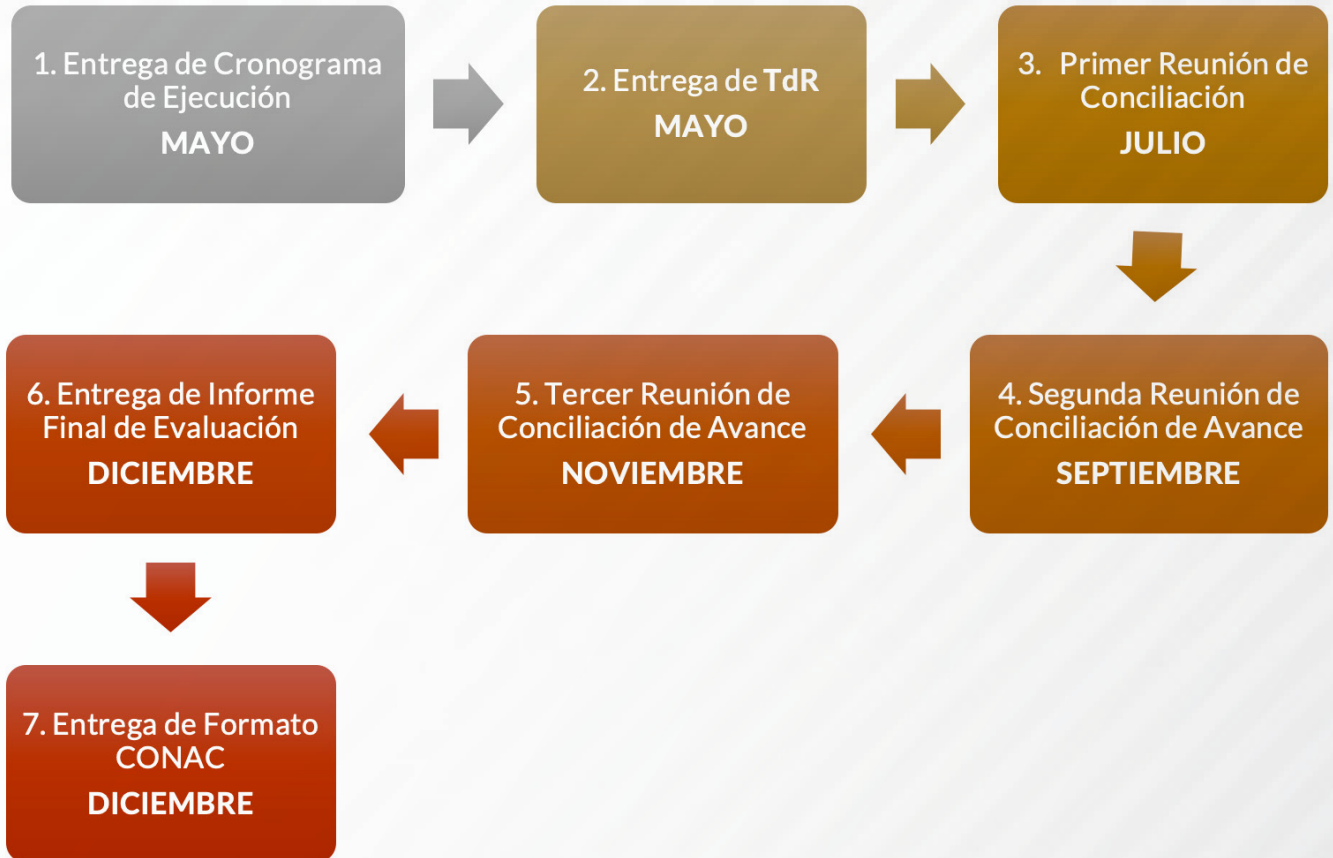 1. Entrega de Cronograma
de Ejecución
MAYO
2. Entrega de TdR
MAYO
3. Primer Reunión de
Conciliación
JULIO
4. Segunda Reunión de
Conciliación de Avance
SEPTIEMBRE
5. Tercer Reunión de
Conciliación de Avance
NOVIEMBRE
6. Entrega de Informe
Final de Evaluación
DICIEMBRE
7. Entrega de Formato
CONAC
DICIEMBRE